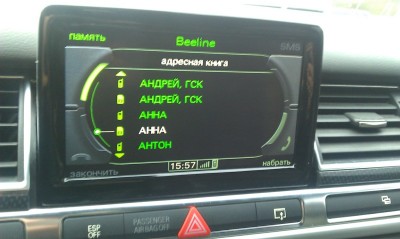 память Beeline SMS
адресная книга
АНДРЕЙ, ГСК
АНДРЕЙ, ГСК
АННА
АННА
АНТОН
15:57
закончить набрать
ESP
OFF
PASSENGER
AIRBAG OFF